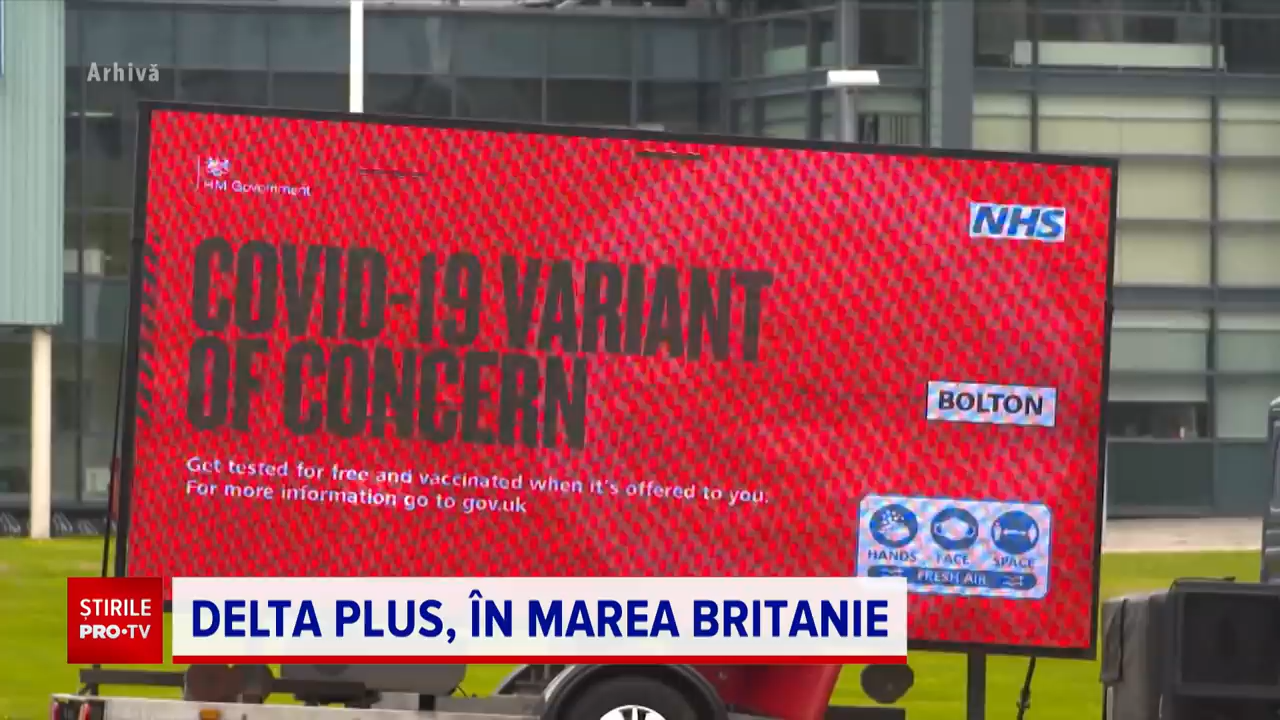 Arhivă
HM Government
NHS
COVID-19 VARIANT
OF CONCERN
BOLTON
Get tested for free and vaccinated when it's offered to you.
For more information go to gov.uk
HANDS FACE SPACE
FRESH AIR
ȘTIRILE
PRO•TV
DELTA PLUS, ÎN MAREA BRITANIE